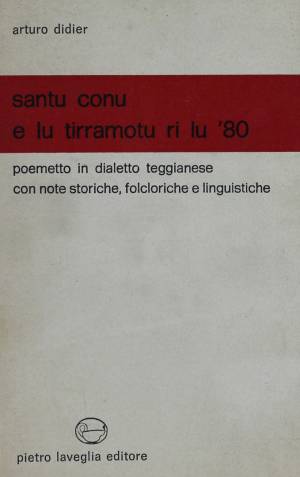 arturo didier
santu conu
e lu tirramotu ri lu '80
poemetto in dialetto teggianese
con note storiche, folcloriche e linguistiche
pietro laveglia editore